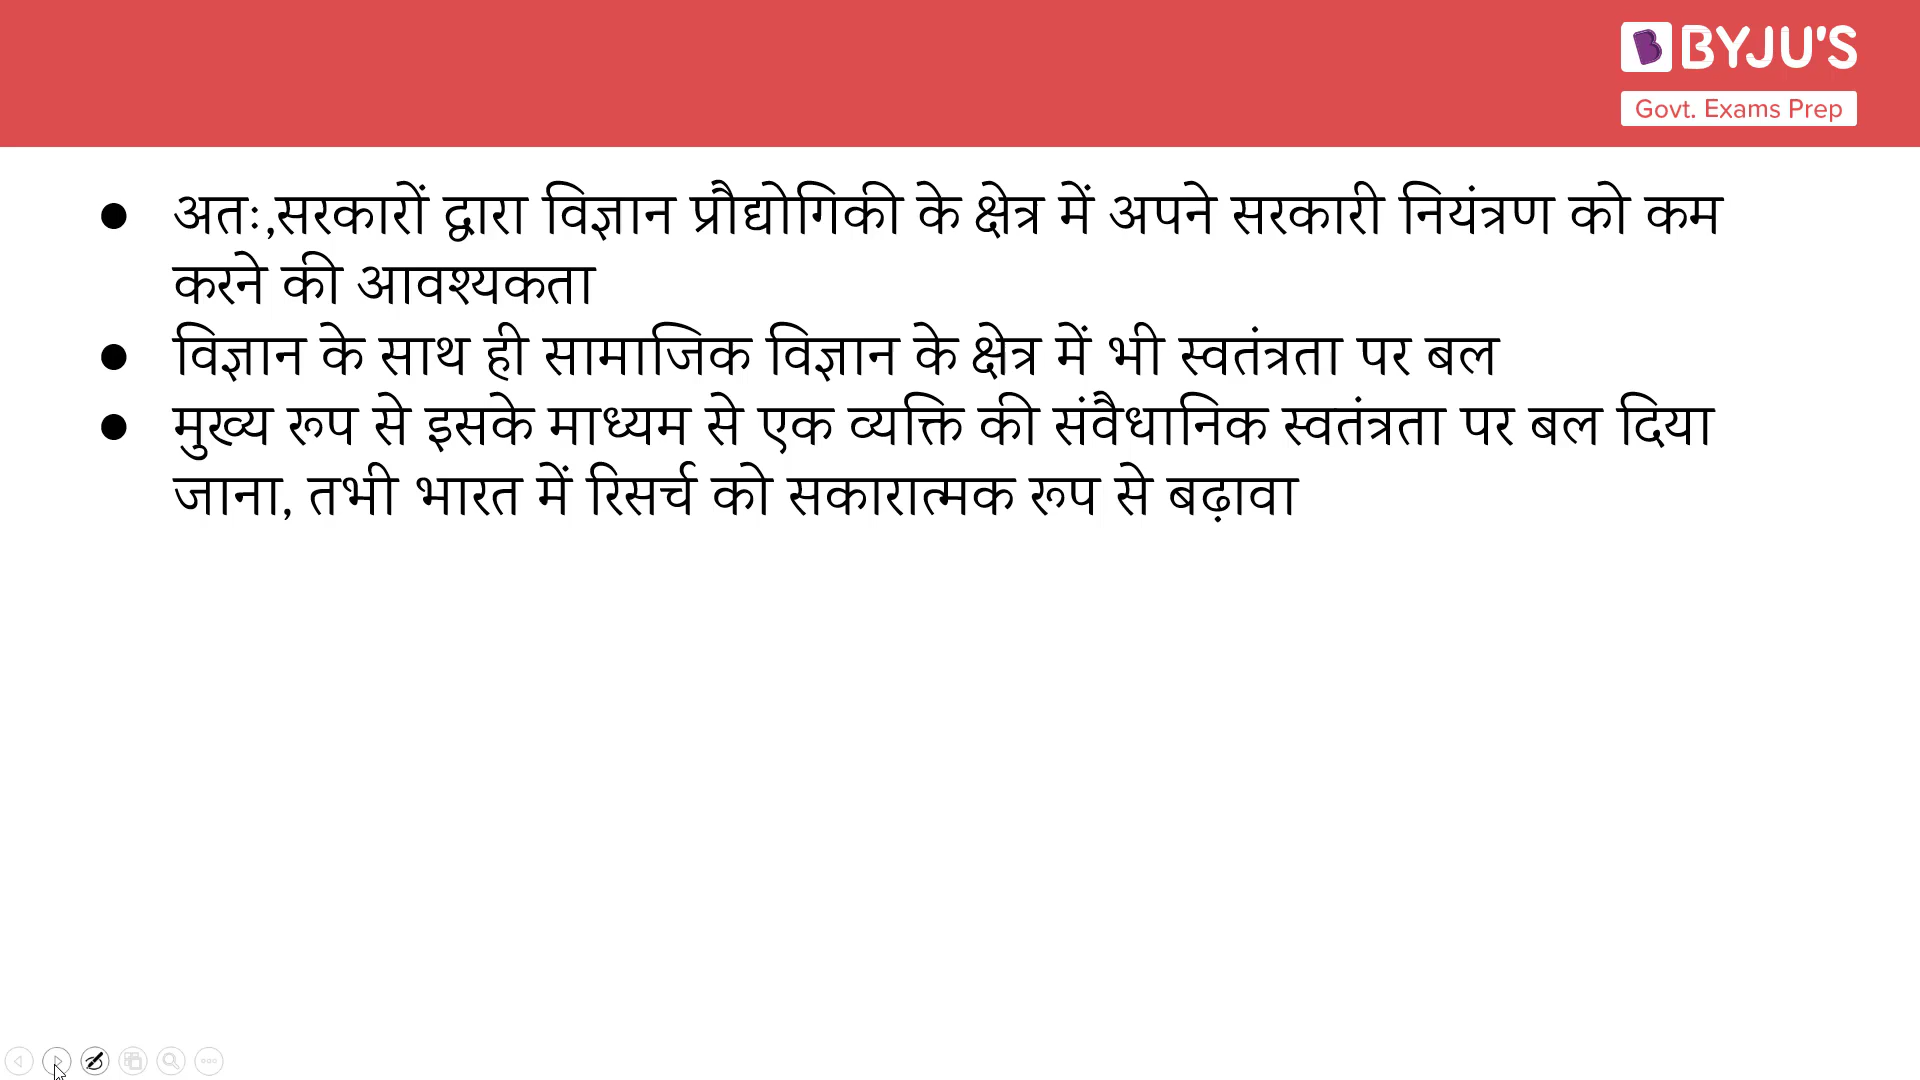 BYJU'S
Govt. Exams Prep
● अतः,सरकारों द्वारा विज्ञान प्रौद्योगिकी के क्षेत्र में अपने सरकारी नियंत्रण को कम
करने की आवश्यकता
● विज्ञान के साथ ही सामाजिक विज्ञान के क्षेत्र में भी स्वतंत्रता पर बल
● मुख्य रूप से इसके माध्यम से एक व्यक्ति की संवैधानिक स्वतंत्रता पर बल दिया
जाना, तभी भारत में रिसर्च को सकारात्मक रूप से बढ़ावा